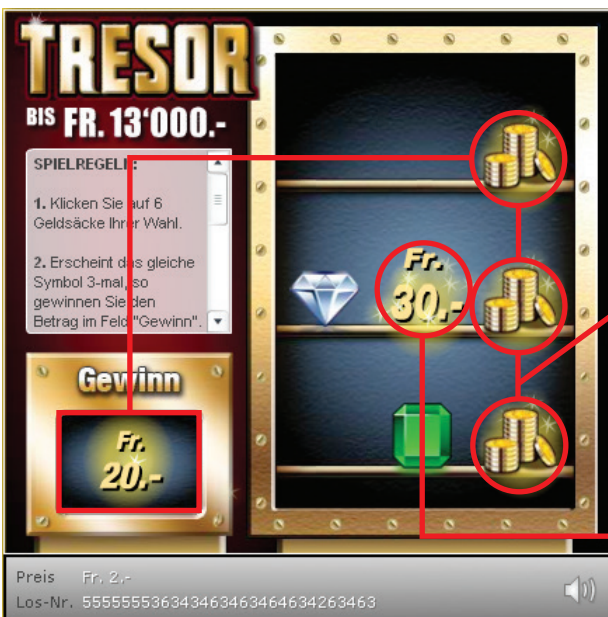 TRESOR
BIS FR. 13'000.-
SPIELREGELN:
1. Klicken Sie auf 6
Geldsäcke Ihrer Wahl.
2. Erscheint das gleiche
Symbol 3-mal, so
gewinnen Sie den
Betrag im Feld "Gewinn".
Fr.
30.-
Gewinn
Fr.
20.-
Preis Fr. 2.-
Los-Nr. 55555553634346346346464634263463